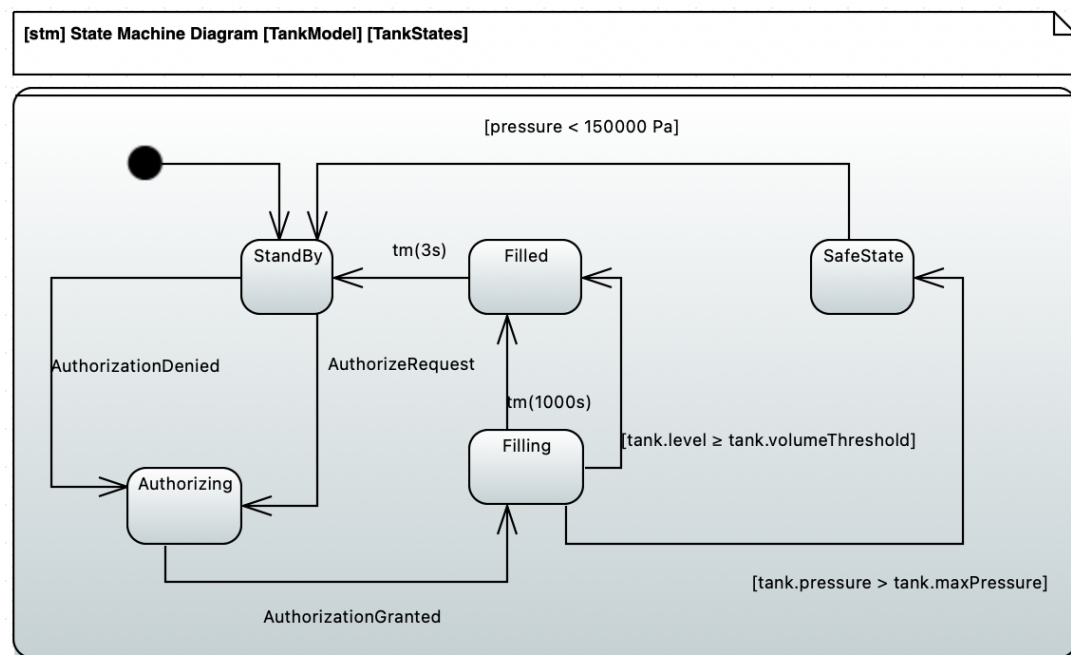 [stm] State Machine Diagram [TankModel] [TankStates]
[pressure < 150000 Pa]
StandBy
tm(3s)
Filled
SafeState
AuthorizationDenied
AuthorizeRequest
tm(1000s)
Filling
[tank.level ≥ tank.volumeThreshold]
Authorizing
[tank.pressure > tank.maxPressure]
AuthorizationGranted